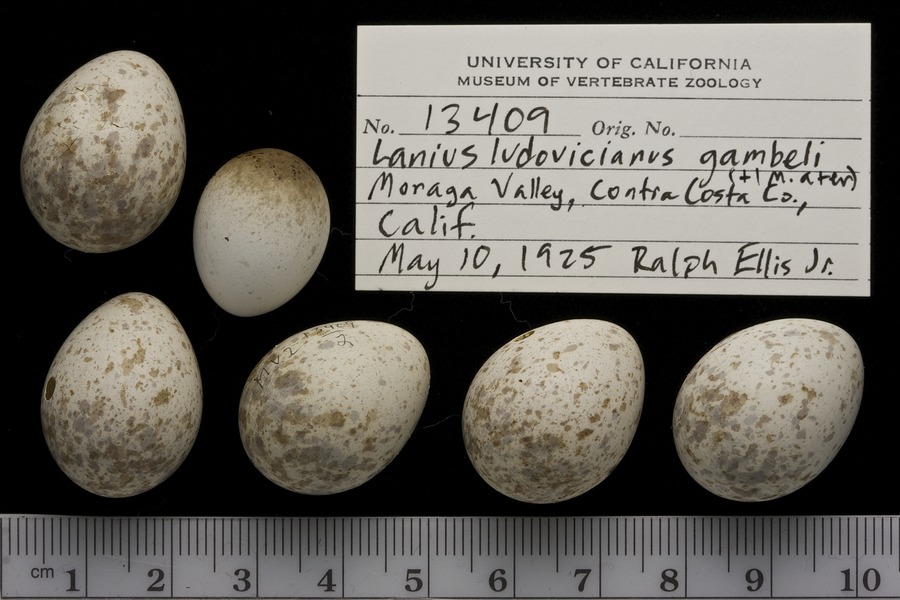 UNIVERSITY OF CALIFORNIA
MUSEUM OF VERTEBRATE ZOOLOGY
No. 13409 Orig. No.
Lanius ludovicianus gambeli
(+1 M. ater)
Moraga Valley, Contra Costa Co.,
Calif.
May 10, 1925 Ralph Ellis Jr.
13409
2
cm 1 2 3 4 5 6 7 8 9 10